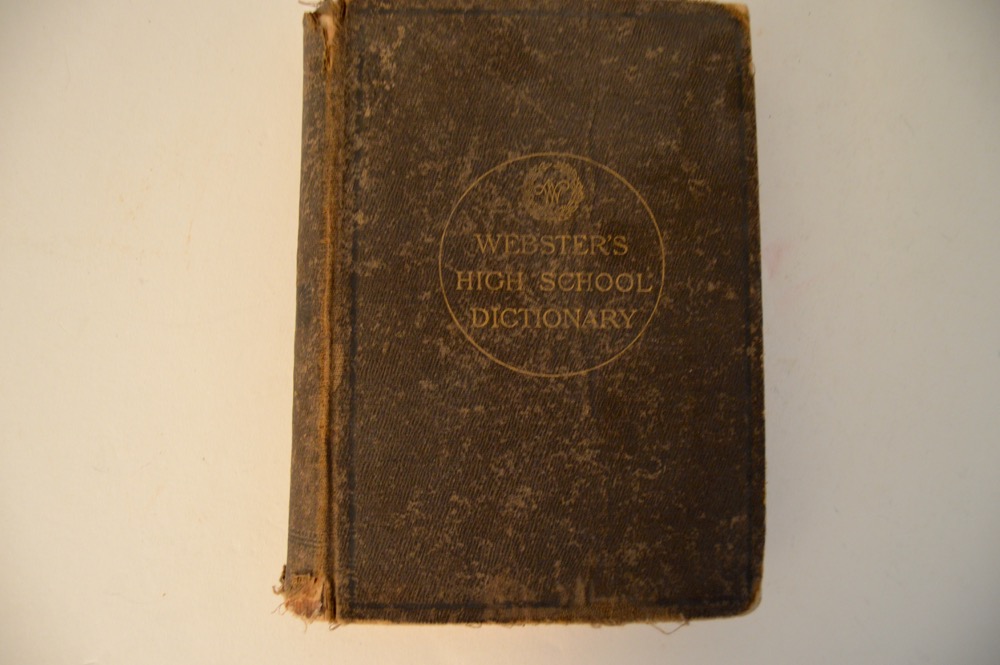 W
WEBSTER'S
HIGH SCHOOL
DICTIONARY